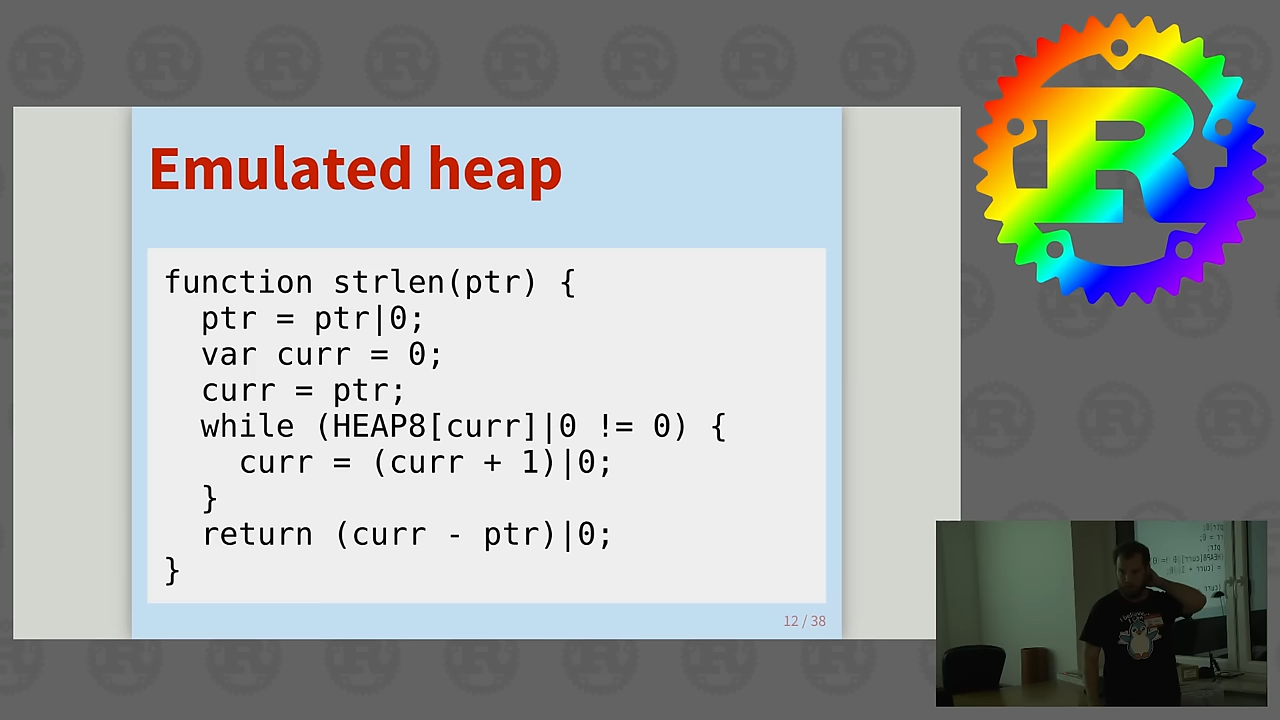 Emulated heap
function strlen(ptr) {
  ptr = ptr|0;
  var curr = 0;
  curr = ptr;
  while (HEAP8[curr]|0 != 0) {
    curr = (curr + 1)|0;
  }
  return (curr - ptr)|0;
}
12 / 38
R